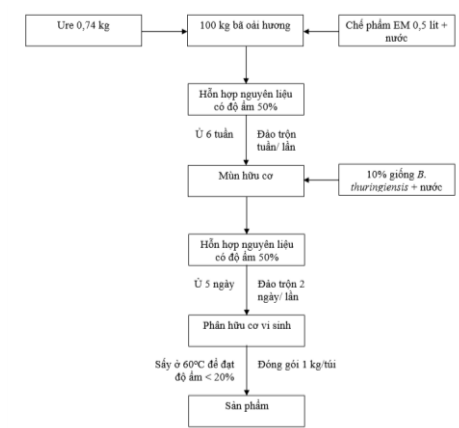 Ure 0,74 kg
100 kg bã oải hương
Chế phẩm EM 0,5 lít +
nước
Hỗn hợp nguyên liệu
có độ ẩm 50%
Ủ 6 tuần
Đảo trộn
tuần/ lần
Mùn hữu cơ
10% giống B.
thuringiensis + nước
Hỗn hợp nguyên liệu
có độ ẩm 50%
Ủ 5 ngày
Đảo trộn 2
ngày/ lần
Phân hữu cơ vi sinh
Sấy ở 60ºC để đạt
độ ẩm < 20%
Đóng gói 1 kg/túi
Sản phẩm